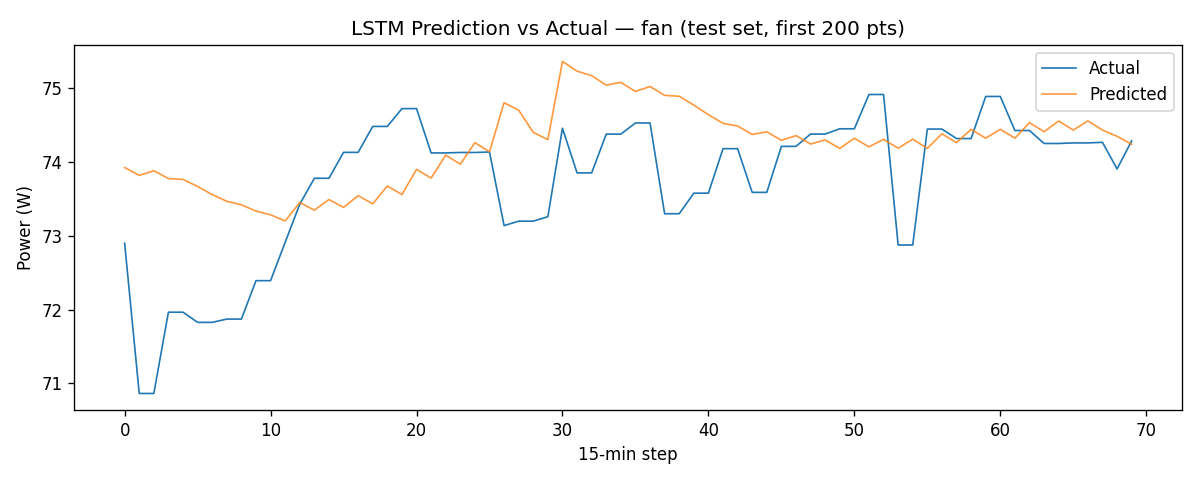 LSTM Prediction vs Actual — fan (test set, first 200 pts)
Actual
Predicted
Power (W)
75
74
73
72
71
0 10 20 30 40 50 60 70
15-min step